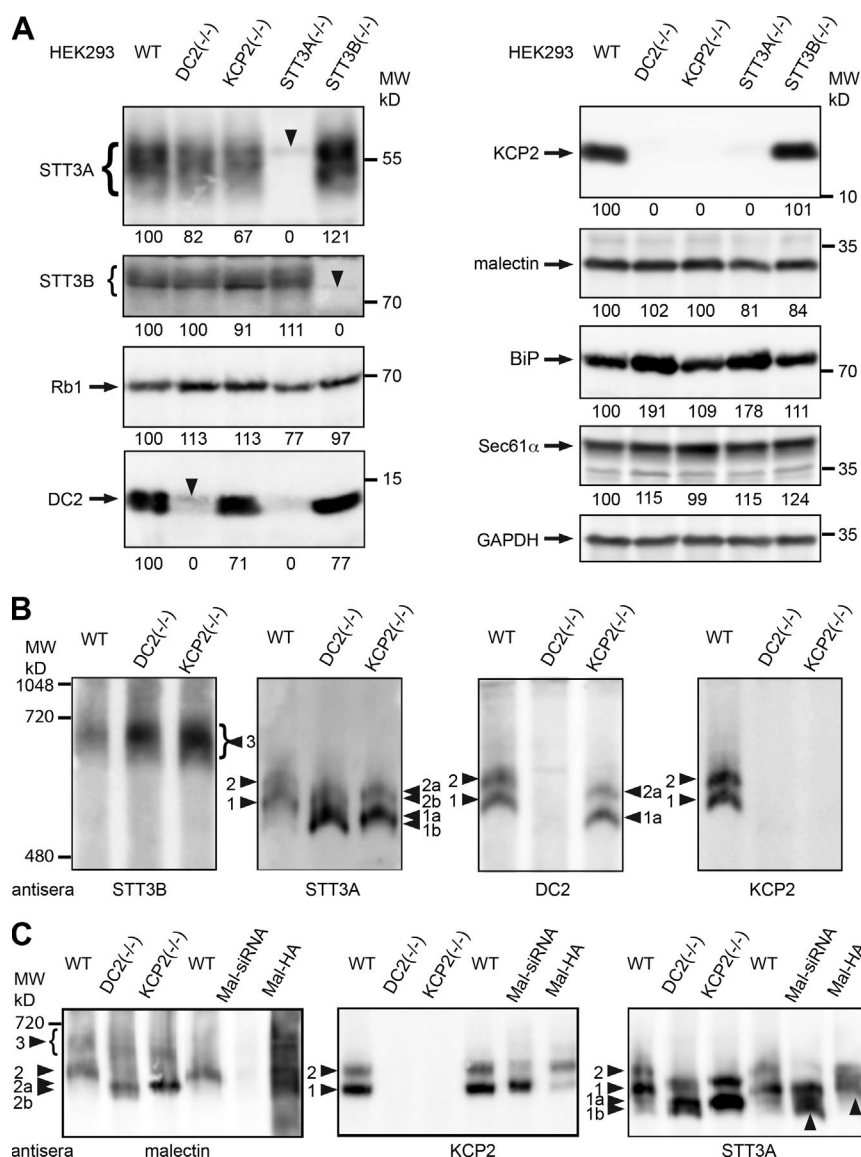 A
HEK293 WT DC2(-/-) KCP2(-/-) STT3A(-/-) STT3B(-/-) MW kD
STT3A 55
100 82 67 0 121
STT3B 70
100 100 91 111 0
Rb1 70
100 113 113 77 97
DC2 15
100 0 71 0 77
HEK293 WT DC2(-/-) KCP2(-/-) STT3A(-/-) STT3B(-/-) MW kD
KCP2 10
100 0 0 0 101
malectin 35
100 102 100 81 84
BiP 70
100 191 109 178 111
Sec61α 35
100 115 99 115 124
GAPDH 35
B
MW kD WT DC2(-/-) KCP2(-/-)
1048
720
3
480
antisera STT3B
WT DC2(-/-) KCP2(-/-)
2 2a
2b
1 1a
1b
STT3A
WT DC2(-/-) KCP2(-/-)
2 2a
1 1a
DC2
WT DC2(-/-) KCP2(-/-)
2
1
KCP2
C
MW kD WT DC2(-/-) KCP2(-/-) WT Mal-siRNA Mal-HA
720
3
2
2a
2b
antisera malectin
WT DC2(-/-) KCP2(-/-) WT Mal-siRNA Mal-HA
2
1
KCP2
WT DC2(-/-) KCP2(-/-) WT Mal-siRNA Mal-HA
2
1
1a
1b
STT3A